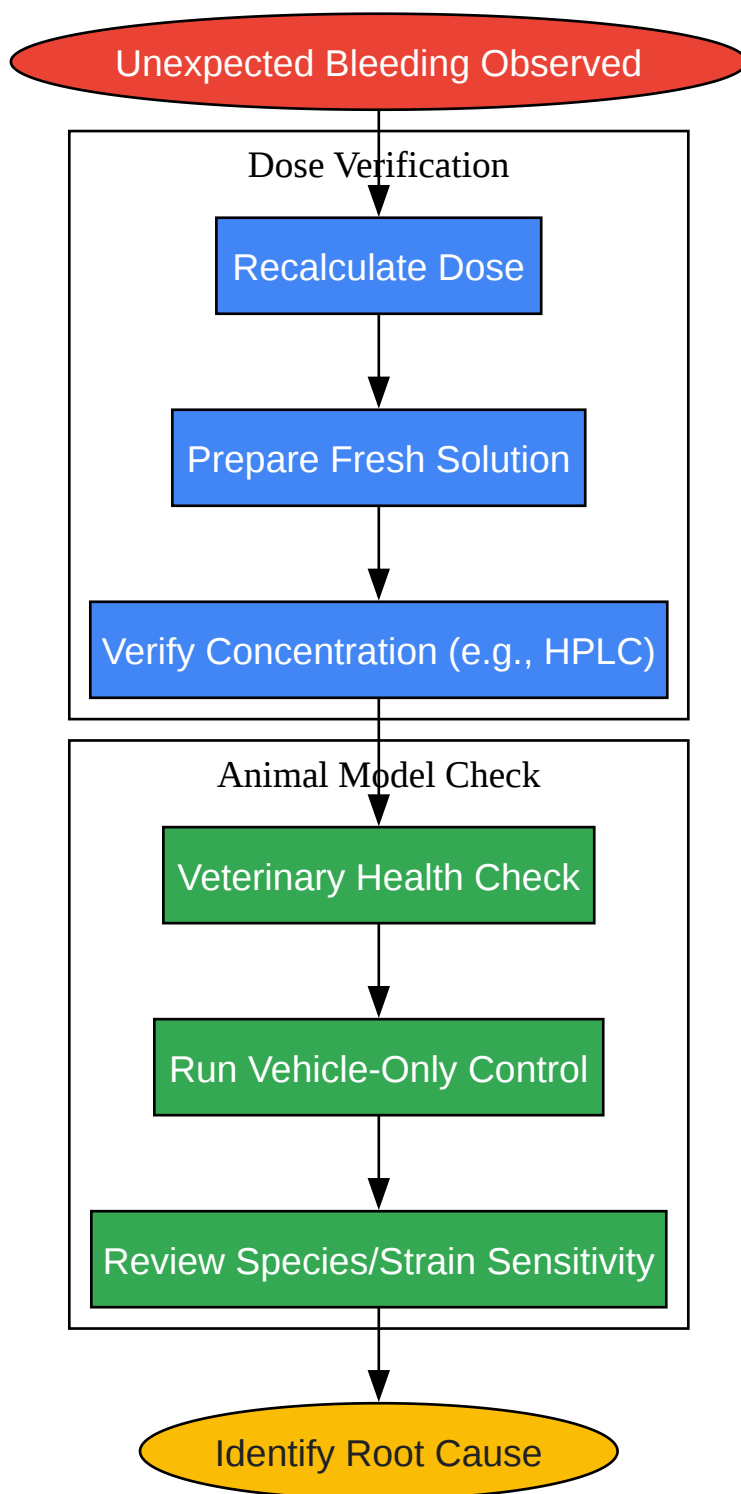 Unexpected Bleeding Observed
Dose Verification
Recalculate Dose
Prepare Fresh Solution
Verify Concentration (e.g., HPLC)
Animal Model Check
Veterinary Health Check
Run Vehicle-Only Control
Review Species/Strain Sensitivity
Identify Root Cause